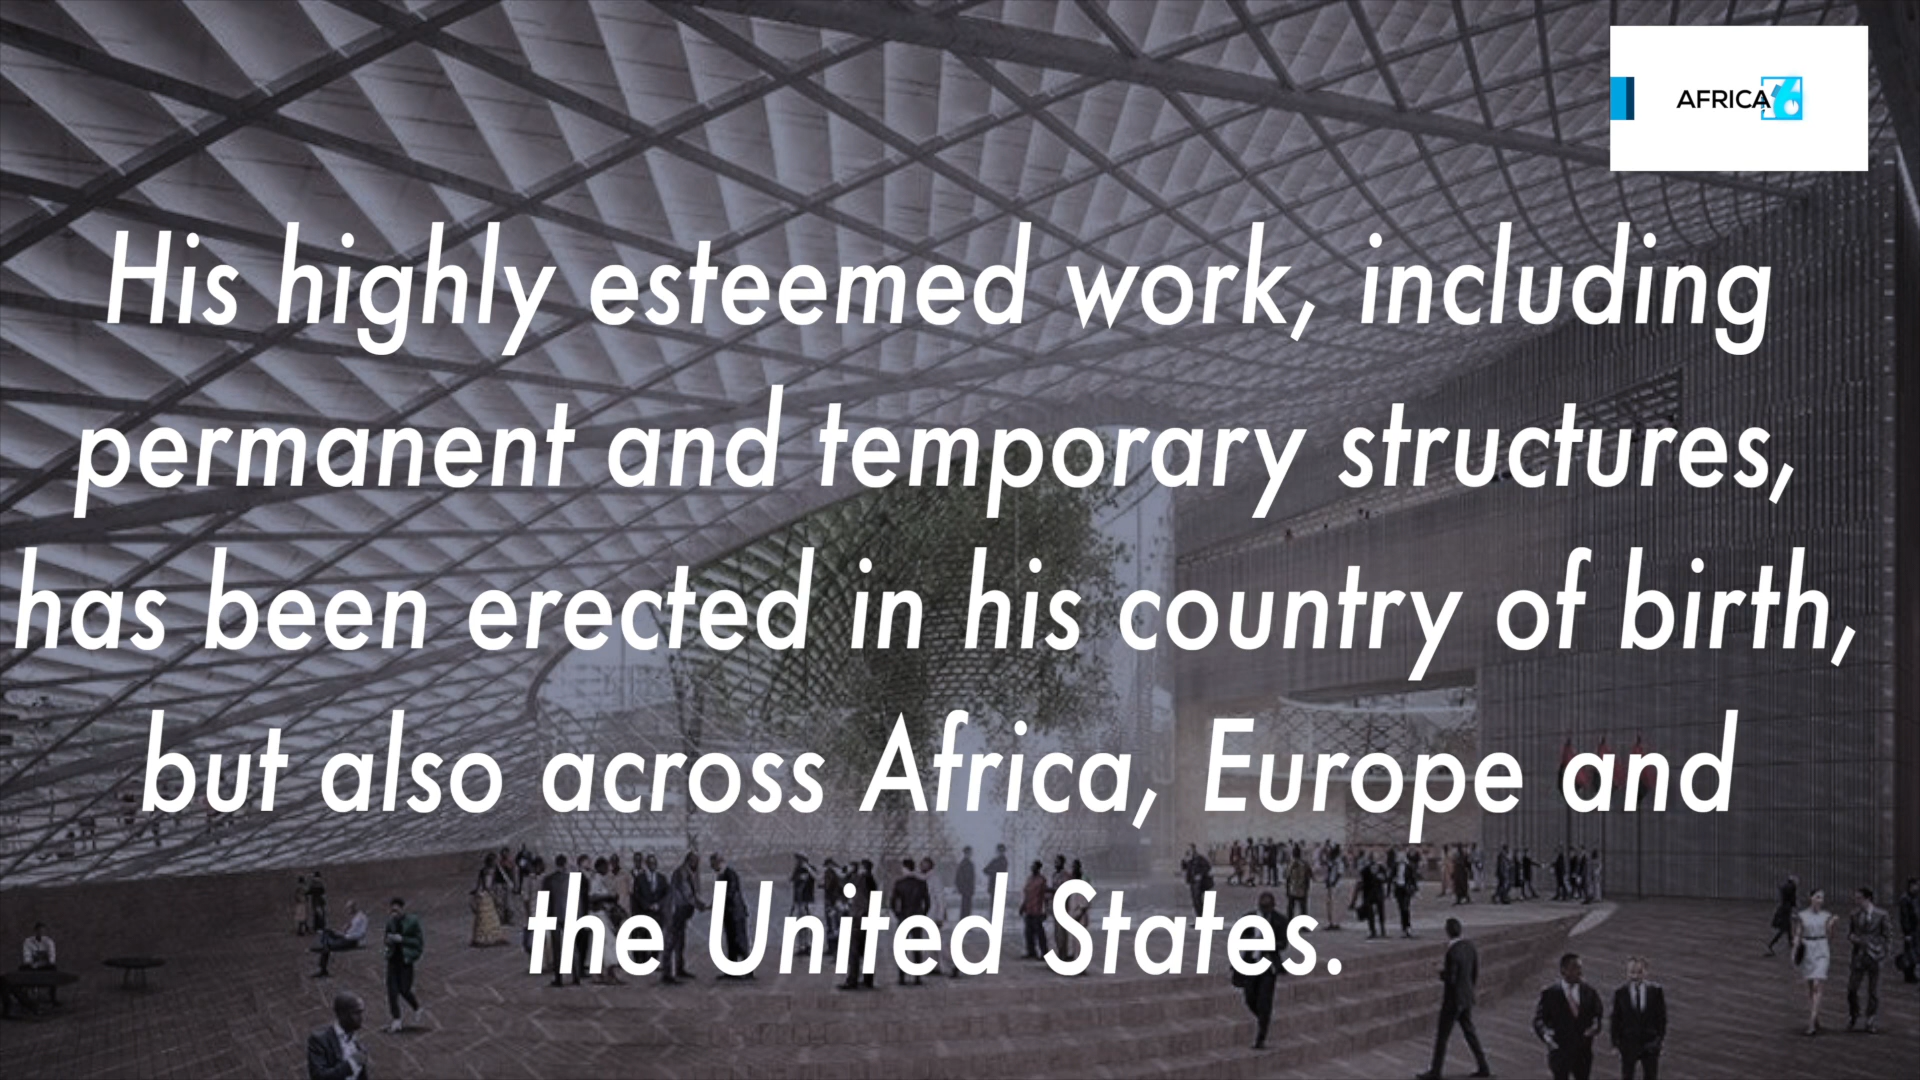 AFRICA
His highly esteemed work, including
permanent and temporary structures,
has been erected in his country of birth,
but also across Africa, Europe and
the United States.